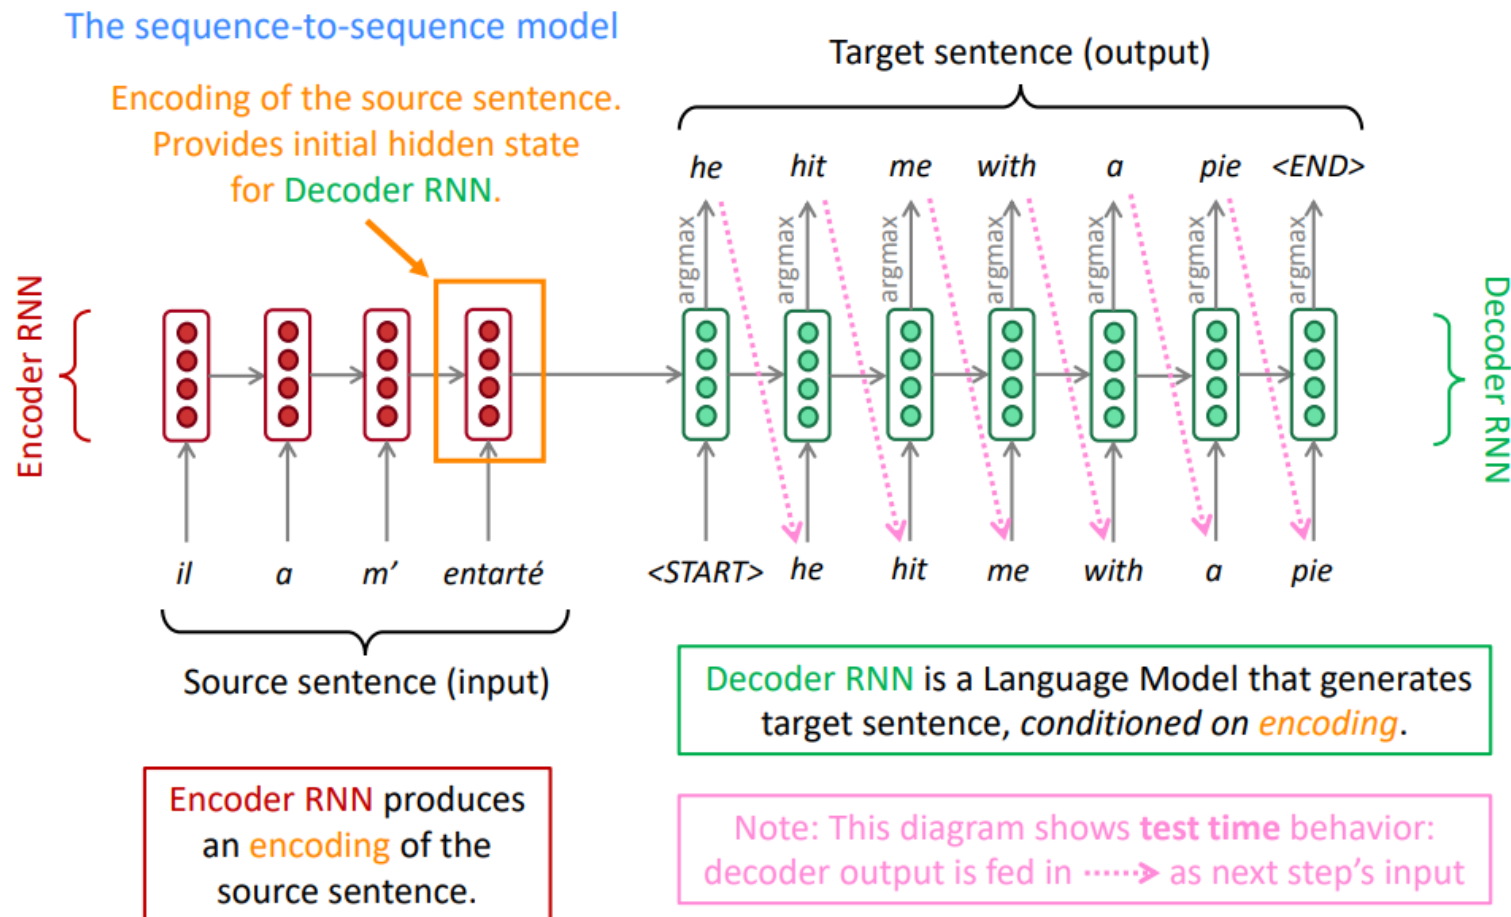 The sequence-to-sequence model
Encoding of the source sentence.
Provides initial hidden state
for Decoder RNN.
Target sentence (output)
he hit me with a pie <END>
argmax argmax argmax argmax argmax argmax argmax
Encoder RNN
Decoder RNN
il a m’ entarté
<START> he hit me with a pie
Source sentence (input)
Decoder RNN is a Language Model that generates
target sentence, conditioned on encoding.
Encoder RNN produces
an encoding of the
source sentence.
Note: This diagram shows test time behavior:
decoder output is fed in as next step’s input